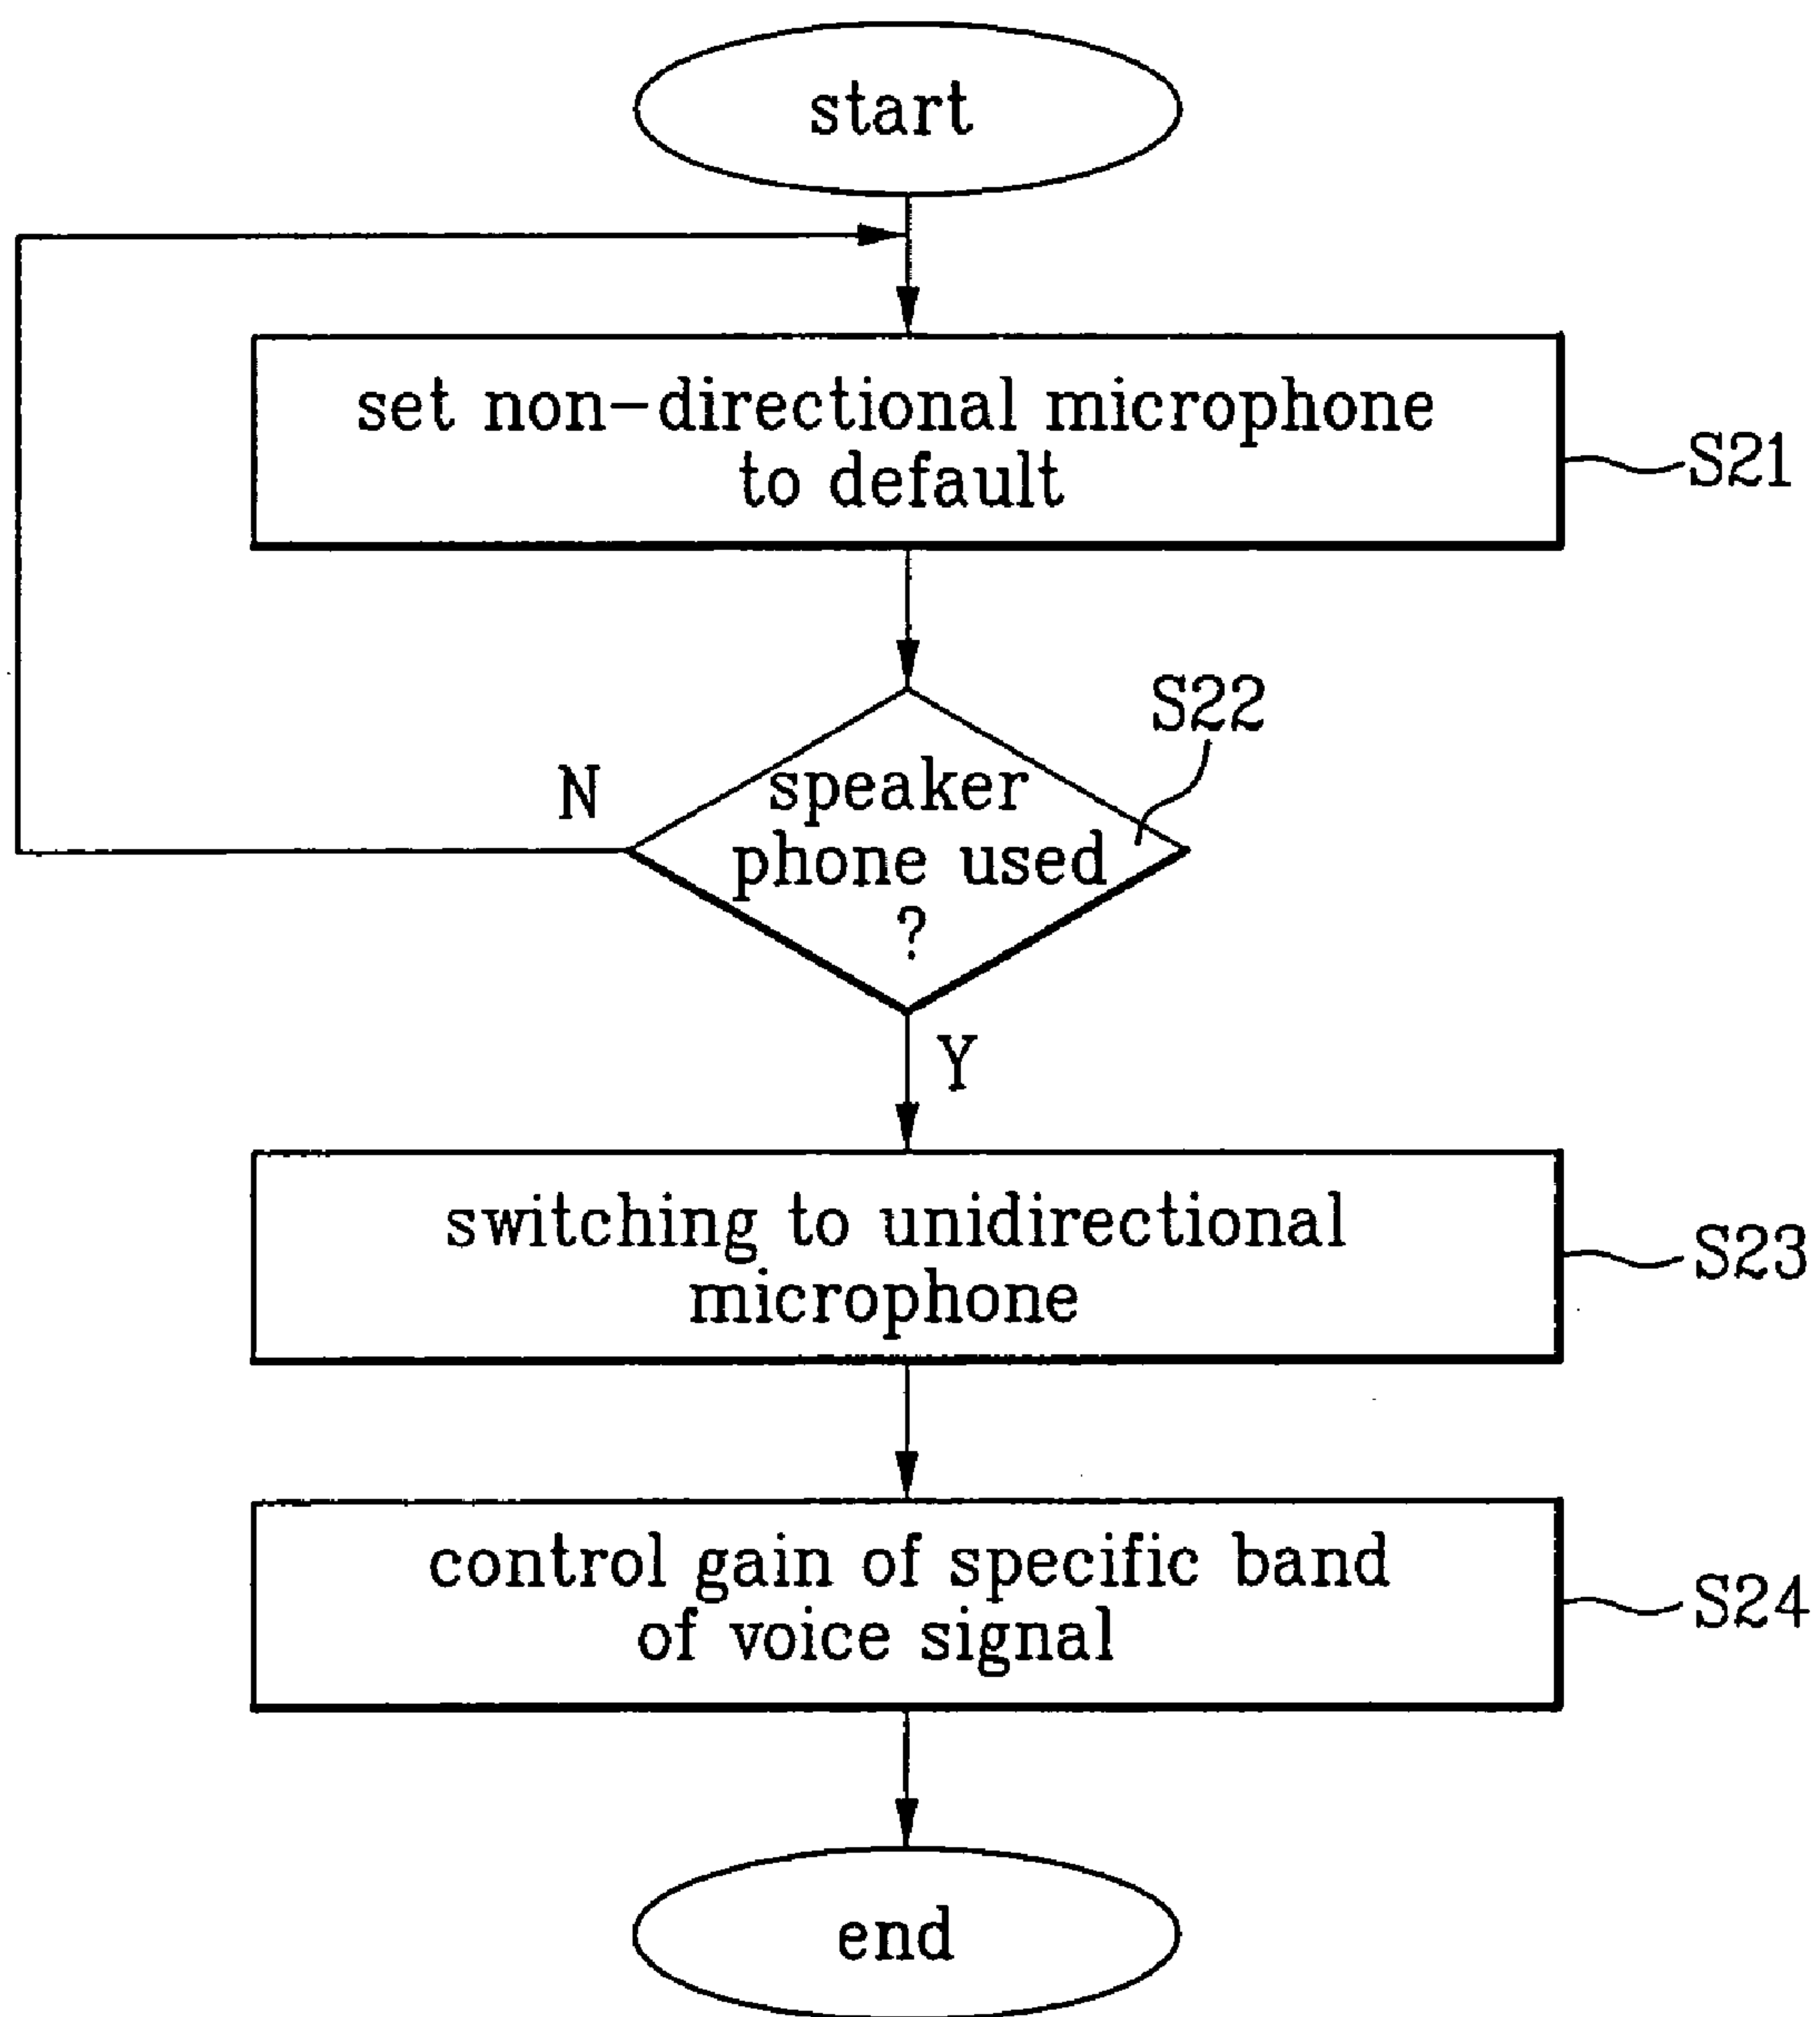 start
set non-directional microphone
to default
S21
S22
N
speaker
phone used
?
Y
switching to unidirectional
microphone
S23
control gain of specific band
of voice signal
S24
end